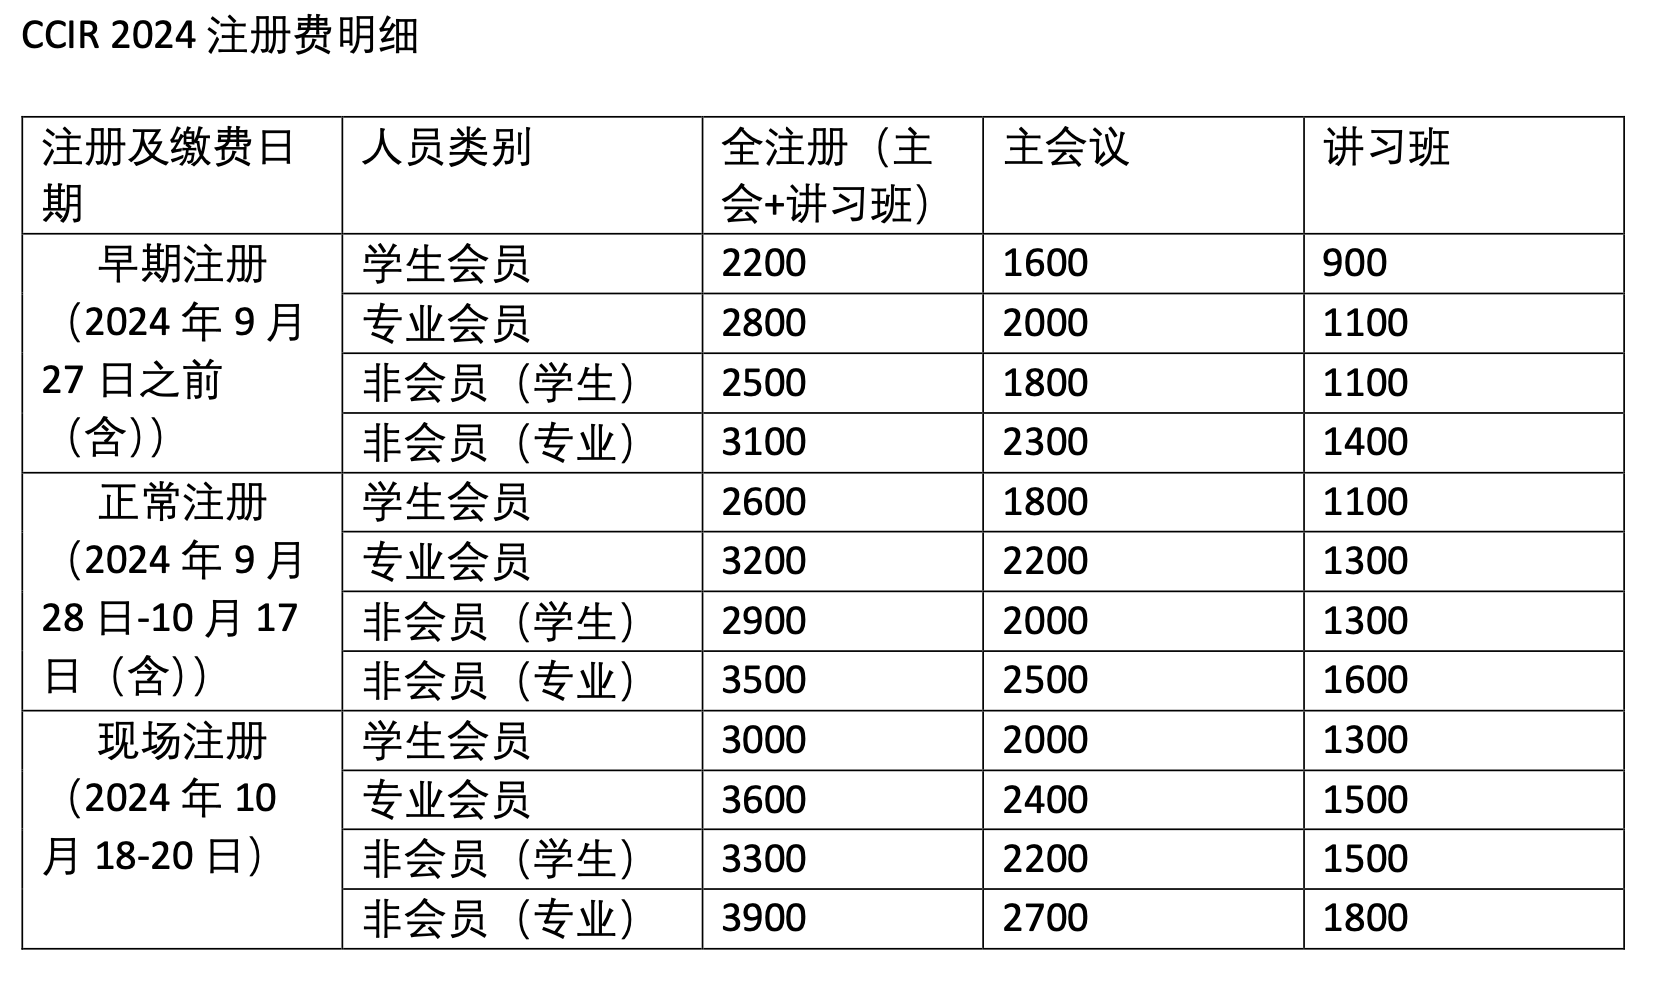 CCIR 2024 注册费明细
注册及缴费日期 人员类别 全注册（主会+讲习班） 主会议 讲习班
早期注册
（2024 年 9 月
27 日之前
（含））
学生会员 2200 1600 900
专业会员 2800 2000 1100
非会员（学生） 2500 1800 1100
非会员（专业） 3100 2300 1400
正常注册
（2024 年 9 月
28 日-10 月 17
日（含））
学生会员 2600 1800 1100
专业会员 3200 2200 1300
非会员（学生） 2900 2000 1300
非会员（专业） 3500 2500 1600
现场注册
（2024 年 10
月 18-20 日）
学生会员 3000 2000 1300
专业会员 3600 2400 1500
非会员（学生） 3300 2200 1500
非会员（专业） 3900 2700 1800